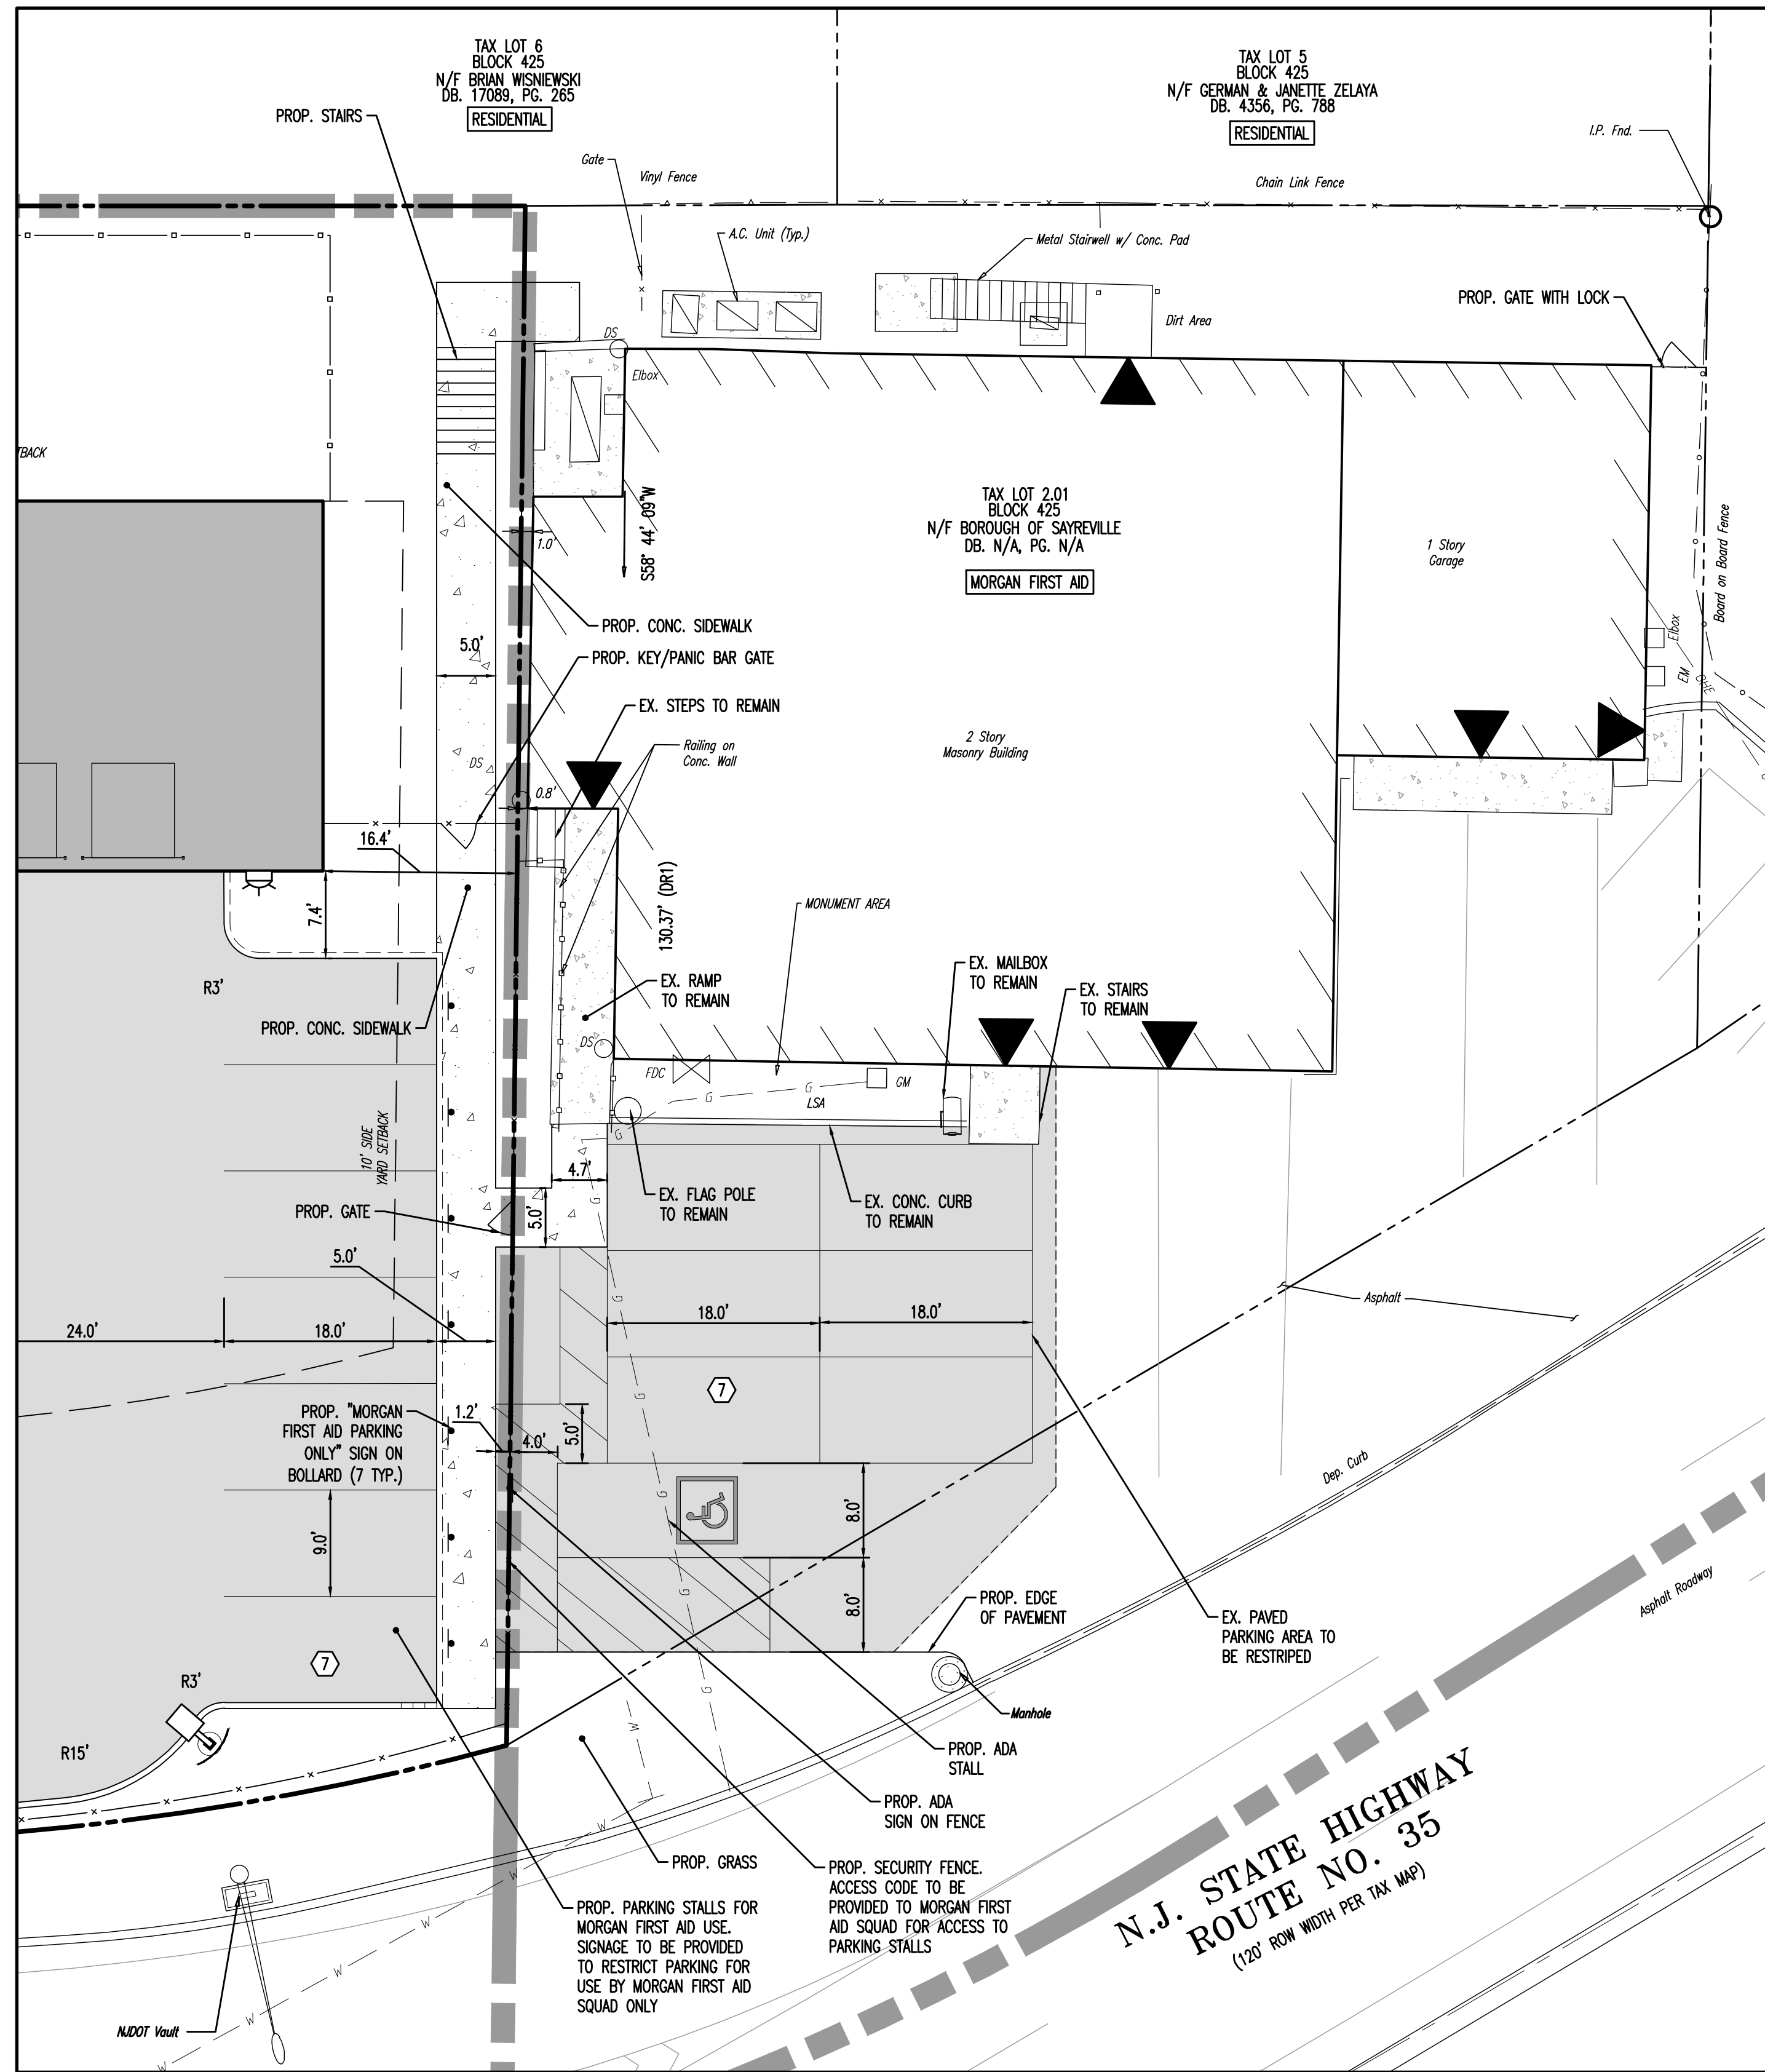 TAX LOT 6
BLOCK 425
N/F BRIAN WISNIEWSKI
DB. 17089, PG. 265
RESIDENTIAL
TAX LOT 5
BLOCK 425
N/F GERMAN & JANETTE ZELAYA
DB. 4356, PG. 788
RESIDENTIAL
PROP. STAIRS
I.P. Fnd.
Gate
Vinyl Fence
Chain Link Fence
A.C. Unit (Typ.)
Metal Stairwell w/ Conc. Pad
PROP. GATE WITH LOCK
Dirt Area
DS
Elbox
TBACK
S58° 44' 09"W
1.0'
TAX LOT 2.01
BLOCK 425
N/F BOROUGH OF SAYREVILLE
DB. N/A, PG. N/A
MORGAN FIRST AID
1 Story
Garage
Board on Board Fence
PROP. CONC. SIDEWALK
5.0'
PROP. KEY/PANIC BAR GATE
EX. STEPS TO REMAIN
Railing on
Conc. Wall
2 Story
Masonry Building
Elbox
EM
OHE
DS
0.8'
16.4'
7.4'
130.37' (DR1)
MONUMENT AREA
EX. MAILBOX
TO REMAIN
EX. RAMP
TO REMAIN
EX. STAIRS
TO REMAIN
R3'
PROP. CONC. SIDEWALK
DS
FDC
G
G
G
GM
LSA
10' SIDE
YARD SETBACK
4.7'
G
5.0'
PROP. GATE
EX. FLAG POLE
TO REMAIN
EX. CONC. CURB
TO REMAIN
5.0'
G
Asphalt
24.0'
18.0'
18.0'
18.0'
G
7
PROP. "MORGAN
FIRST AID PARKING
ONLY" SIGN ON
BOLLARD (7 TYP.)
1.2'
4.0'
5.0'
G
Dep. Curb
G
8.0'
9.0'
G
8.0'
Asphalt Roadway
PROP. EDGE
OF PAVEMENT
EX. PAVED
PARKING AREA TO
BE RESTRIPED
7
G
R3'
G
W
Manhole
R15'
PROP. ADA
STALL
PROP. ADA
SIGN ON FENCE
W
PROP. GRASS
W
PROP. SECURITY FENCE.
ACCESS CODE TO BE
PROVIDED TO MORGAN FIRST
AID SQUAD FOR ACCESS TO
PARKING STALLS
PROP. PARKING STALLS FOR
MORGAN FIRST AID USE.
SIGNAGE TO BE PROVIDED
TO RESTRICT PARKING FOR
USE BY MORGAN FIRST AID
SQUAD ONLY
W
W
W
W
NJDOT Vault
N.J. STATE HIGHWAY
ROUTE NO. 35
(120' ROW WIDTH PER TAX MAP)